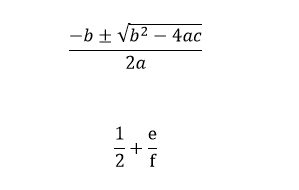 (-b ± √(b² − 4ac)) / 2a
1/2 + e/f